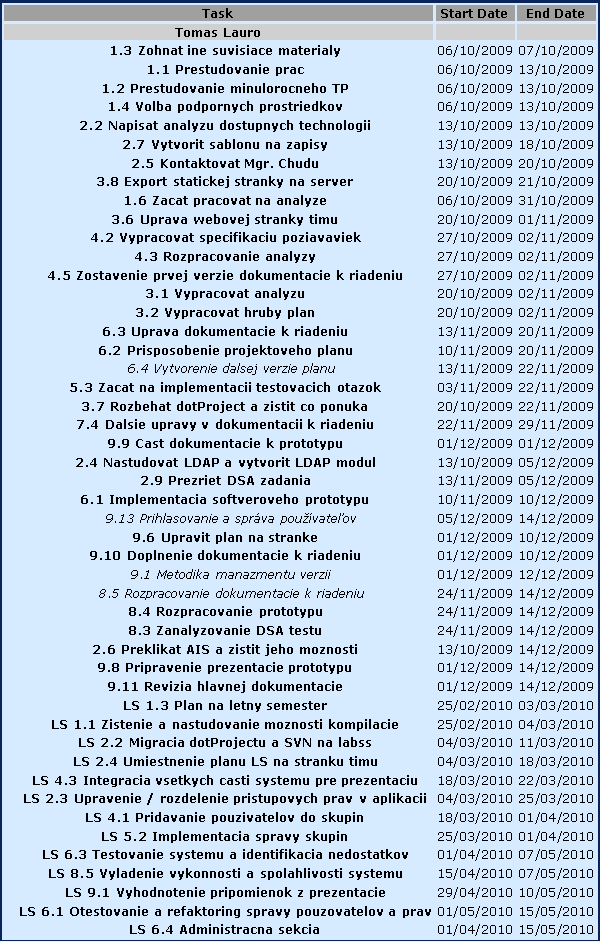 Task Start Date End Date
Tomas Lauro
1.3 Zohnat ine suvisiace materialy 06/10/2009 07/10/2009
1.1 Prestudovanie prac 06/10/2009 13/10/2009
1.2 Prestudovanie minulorocneho TP 06/10/2009 13/10/2009
1.4 Volba podpornych prostriedkov 06/10/2009 13/10/2009
2.2 Napisat analyzu dostupnych technologii 13/10/2009 13/10/2009
2.7 Vytvorit sablonu na zapisy 13/10/2009 18/10/2009
2.5 Kontaktovat Mgr. Chudu 13/10/2009 20/10/2009
3.8 Export statickej stranky na server 20/10/2009 21/10/2009
1.6 Zacat pracovat na analyze 06/10/2009 31/10/2009
3.6 Uprava webovej stranky timu 20/10/2009 01/11/2009
4.2 Vypracovat specifikaciu poziavaviek 27/10/2009 02/11/2009
4.3 Rozpracovanie analyzy 27/10/2009 02/11/2009
4.5 Zostavenie prvej verzie dokumentacie k riadeniu 27/10/2009 02/11/2009
3.1 Vypracovat analyzu 20/10/2009 02/11/2009
3.2 Vypracovat hruby plan 20/10/2009 02/11/2009
6.3 Uprava dokumentacie k riadeniu 13/11/2009 20/11/2009
6.2 Prisposobenie projektoveho planu 10/11/2009 20/11/2009
6.4 Vytvorenie dalsej verzie planu 13/11/2009 22/11/2009
5.3 Zacat na implementacii testovacich otazok 03/11/2009 22/11/2009
3.7 Rozbehat dotProject a zistit co ponuka 20/10/2009 22/11/2009
7.4 Dalsie upravy v dokumentacii k riadeniu 22/11/2009 29/11/2009
9.9 Cast dokumentacie k prototypu 01/12/2009 01/12/2009
2.4 Nastudovat LDAP a vytvorit LDAP modul 13/10/2009 05/12/2009
2.9 Prezriet DSA zadania 13/11/2009 05/12/2009
6.1 Implementacia softveroveho prototypu 10/11/2009 10/12/2009
9.13 Prihlasovanie a správa používateľov 05/12/2009 14/12/2009
9.6 Upravit plan na stranke 01/12/2009 10/12/2009
9.10 Doplnenie dokumentacie k riadeniu 01/12/2009 10/12/2009
9.1 Metodika manazmentu verzii 01/12/2009 12/12/2009
8.5 Rozpracovanie dokumentacie k riadeniu 24/11/2009 14/12/2009
8.4 Rozpracovanie prototypu 24/11/2009 14/12/2009
8.3 Zanalyzovanie DSA testu 24/11/2009 14/12/2009
2.6 Preklikat AIS a zistit jeho moznosti 13/10/2009 14/12/2009
9.8 Pripravenie prezentacie prototypu 01/12/2009 14/12/2009
9.11 Revizia hlavnej dokumentacie 01/12/2009 14/12/2009
LS 1.3 Plan na letny semester 25/02/2010 03/03/2010
LS 1.1 Zistenie a nastudovanie moznosti kompilacie 25/02/2010 04/03/2010
LS 2.2 Migracia dotProjectu a SVN na labss 04/03/2010 11/03/2010
LS 2.4 Umiestnenie planu LS na stranku timu 04/03/2010 18/03/2010
LS 4.3 Integracia vsetkych casti systemu pre prezentaciu 18/03/2010 22/03/2010
LS 2.3 Upravenie / rozdelenie pristupovych prav v aplikacii 04/03/2010 25/03/2010
LS 4.1 Pridavanie pouzivatelov do skupin 18/03/2010 01/04/2010
LS 5.2 Implementacia spravy skupin 25/03/2010 01/04/2010
LS 6.3 Testovanie systemu a identifikacia nedostatkov 01/04/2010 07/05/2010
LS 8.5 Vyladenie vykonnosti a spolahlivosti systemu 15/04/2010 07/05/2010
LS 9.1 Vyhodnotenie pripomienok z prezentacie 29/04/2010 10/05/2010
LS 6.1 Otestovanie a refaktoring spravy pouzovatelov a prav 01/05/2010 15/05/2010
LS 6.4 Administracna sekcia 01/04/2010 15/05/2010